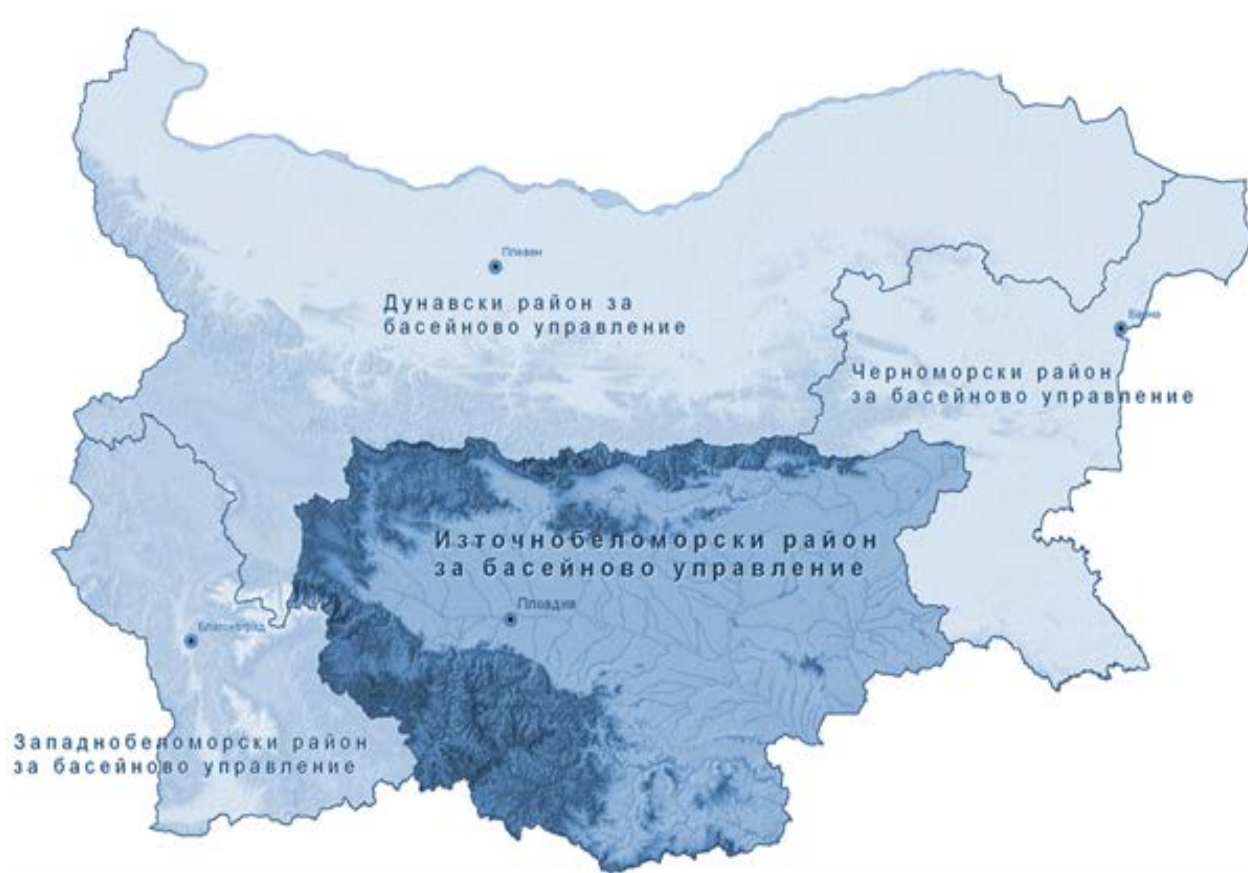 Плевен
Дунавски район за
басейново управление
Варна
Черноморски район
за басейново управление
Източнобеломорски район
за басейново управление
Пловдив
Благоевград
Западнобеломорски район
за басейново управление